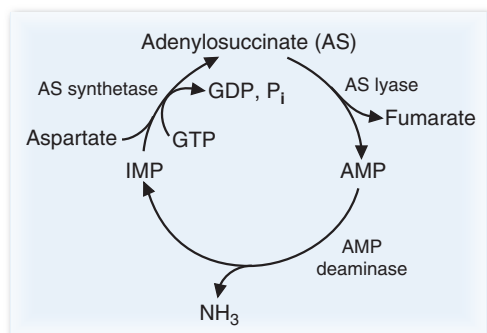 Adenylosuccinate (AS)
AS synthetase
GDP, Pi
AS lyase
Fumarate
Aspartate
GTP
IMP
AMP
AMP
deaminase
NH3